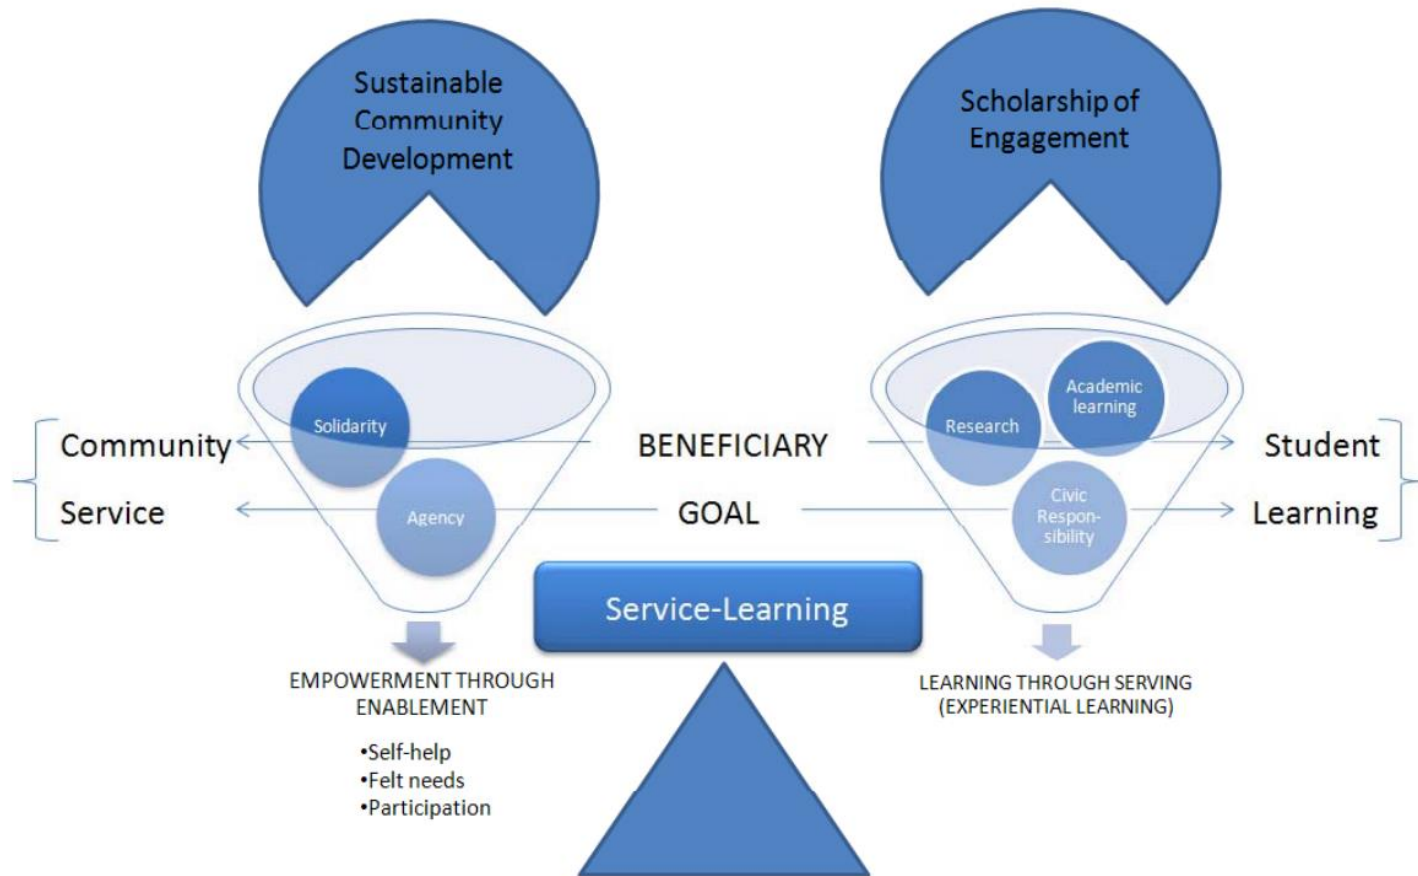 Sustainable
Community
Development
Scholarship of
Engagement
Solidarity
Agency
Research
Academic
learning
Civic
Respon-
sibility
Community
BENEFICIARY
Student
Service
GOAL
Learning
Service-Learning
EMPOWERMENT THROUGH
ENABLEMENT
•Self-help
•Felt needs
•Participation
LEARNING THROUGH SERVING
(EXPERIENTIAL LEARNING)